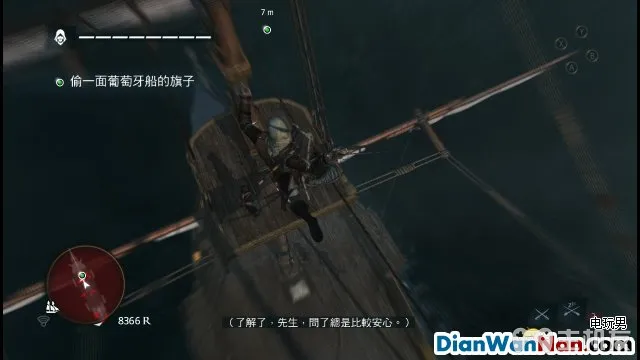 7 m
偷一面葡萄牙船的旗子
Y
X
B
A
8366 R
（了解了，先生，問了總是比較安心。）
电玩男
DianWanNan.com